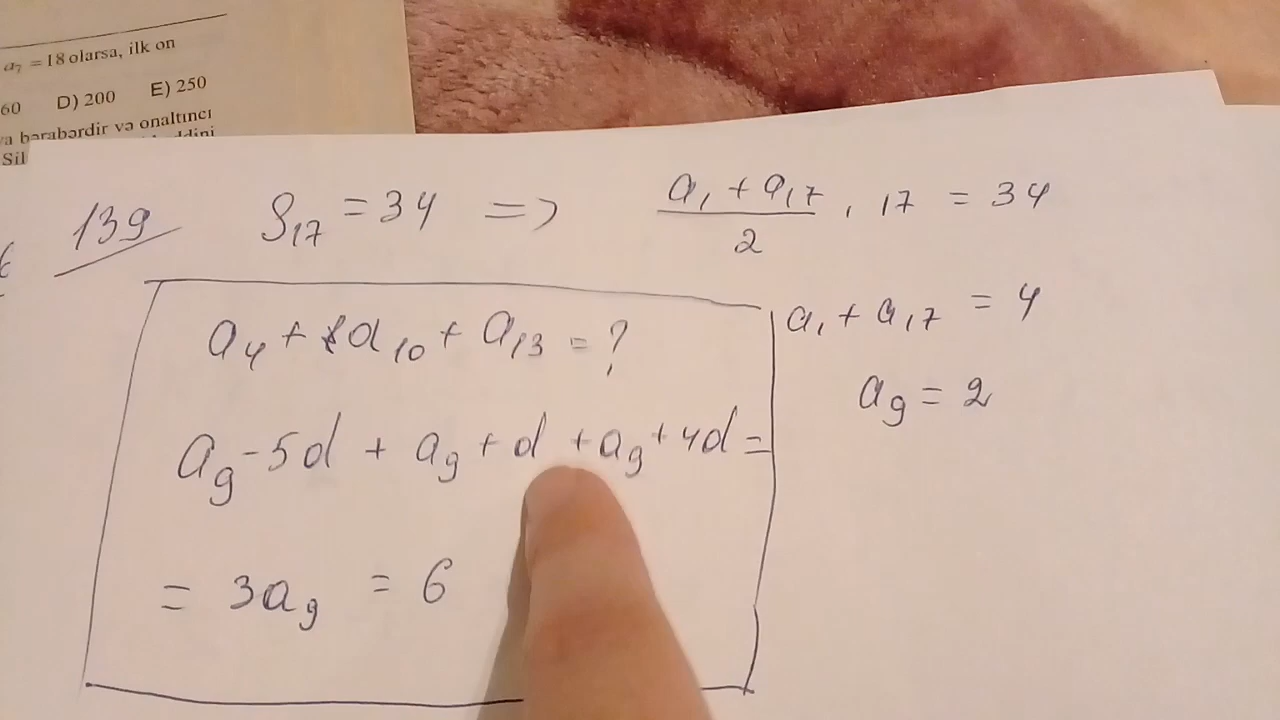 a₇ = 18 olarsa, ilk on
60 D) 200 E) 250
bərabərdir və onaltıncı
Sil
139 S₁₇ = 34 => (a₁ + a₁₇)/2 · 17 = 34
a₁ + a₁₇ = 4
a₉ = 2
a₄ + a₁₀ + a₁₃ = ?
a₉ - 5d + a₉ + d + a₉ + 4d =
= 3a₉ = 6